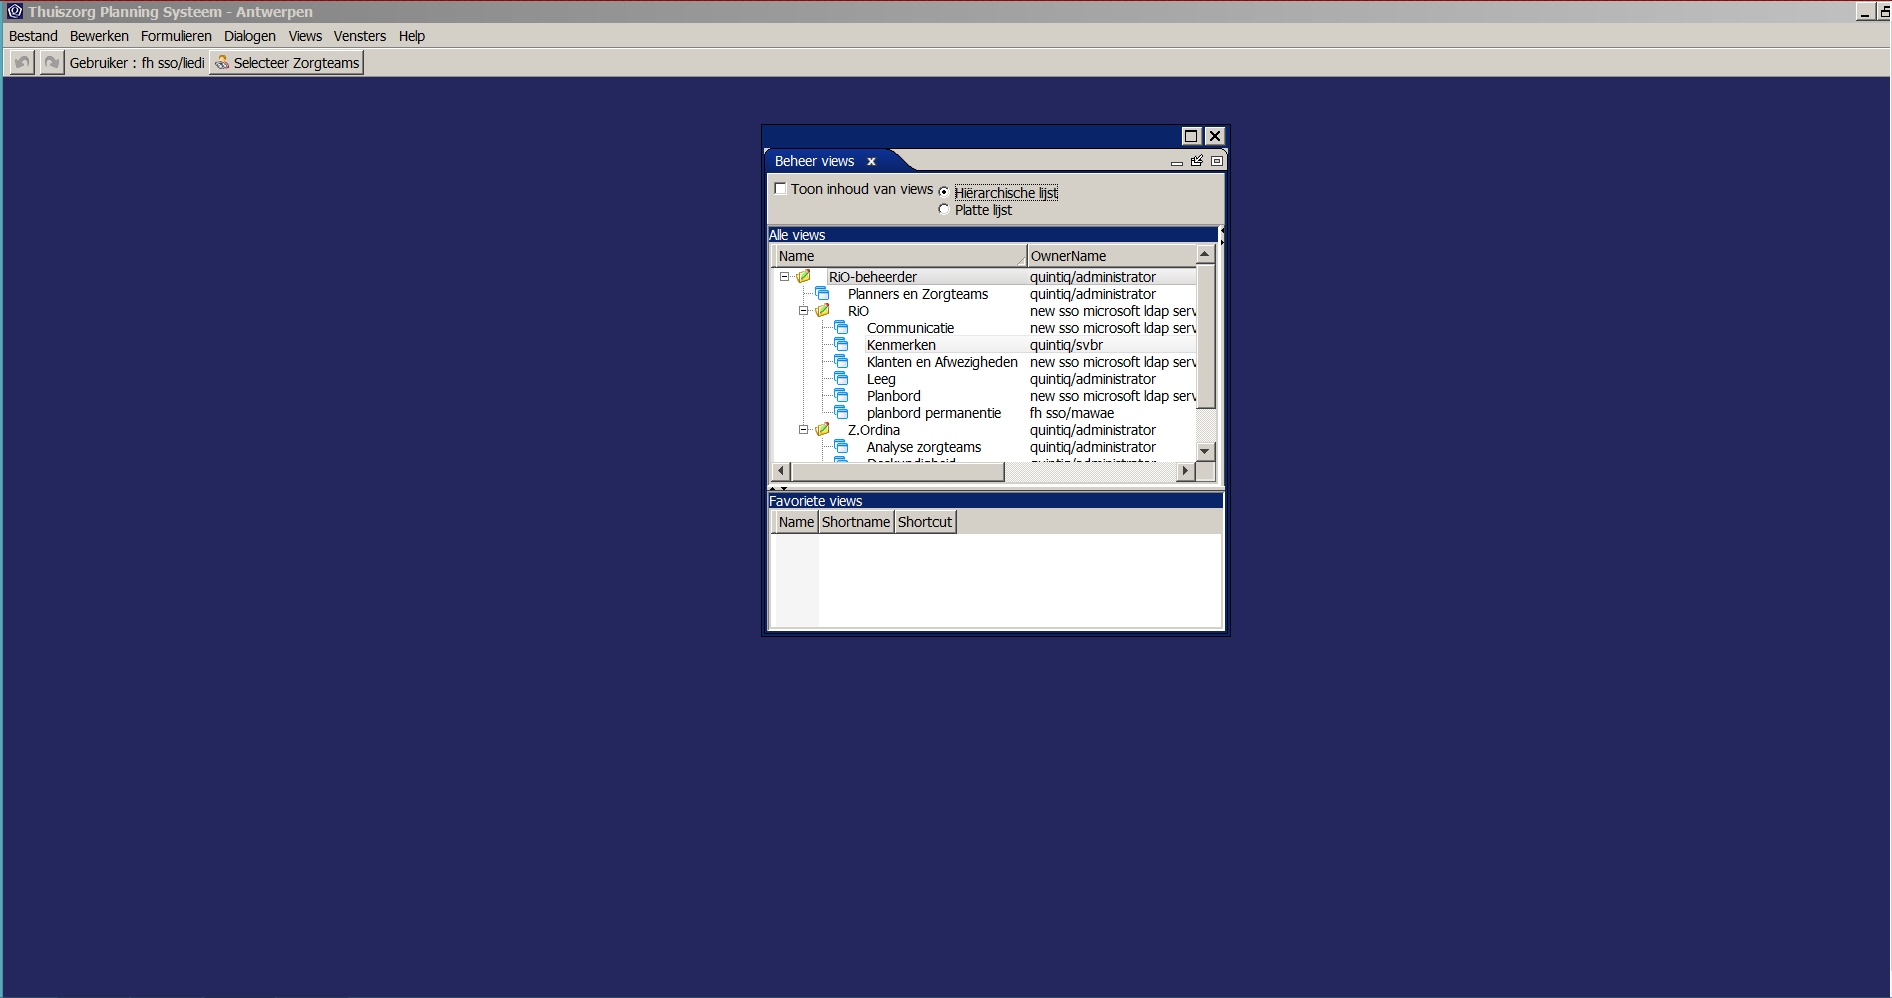 Thuiszorg Planning Systeem - Antwerpen
Bestand Bewerken Formulieren Dialogen Views Vensters Help
Gebruiker : fh sso/liedi Selecteer Zorgteams
Beheer views x
Toon inhoud van views Hiërarchische lijst
Platte lijst
Alle views
Name OwnerName
RiO-beheerder quintiq/administrator
Planners en Zorgteams quintiq/administrator
RiO new sso microsoft ldap serv
Communicatie new sso microsoft ldap serv
Kenmerken quintiq/svbr
Klanten en Afwezigheden new sso microsoft ldap serv
Leeg quintiq/administrator
Planbord new sso microsoft ldap serv
planbord permanentie fh sso/mawae
Z.Ordina quintiq/administrator
Analyse zorgteams quintiq/administrator
Deskundigheid quintiq/administrator
Favoriete views
Name Shortname Shortcut